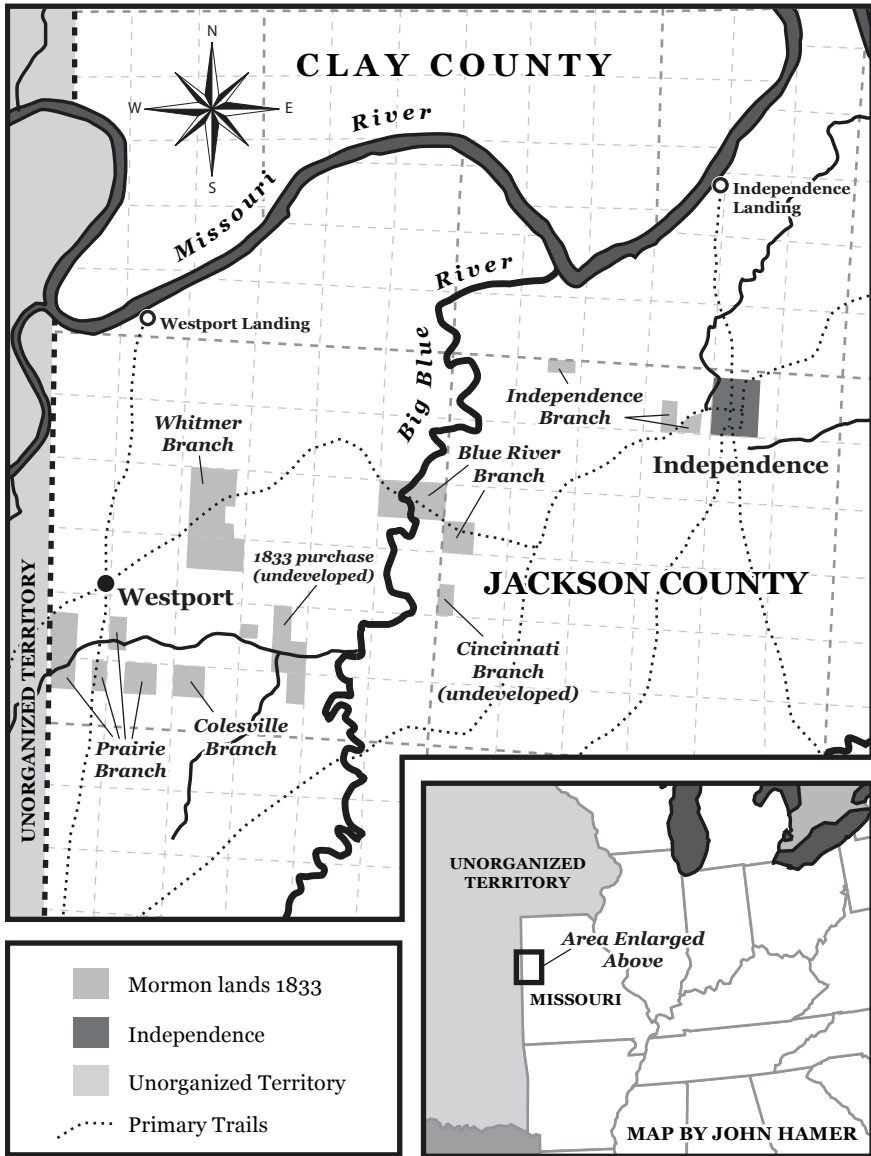 CLAY COUNTY
N
W
E
S
Missouri River
Independence
Landing
Westport Landing
Big Blue River
Independence
Branch
Whitmer
Branch
Blue River
Branch
Independence
1833 purchase
(undeveloped)
JACKSON COUNTY
Westport
Cincinnati
Branch
(undeveloped)
Colesville
Branch
Prairie
Branch
UNORGANIZED TERRITORY
UNORGANIZED
TERRITORY
Area Enlarged
Above
MISSOURI
MAP BY JOHN HAMER
Mormon lands 1833
Independence
Unorganized Territory
Primary Trails